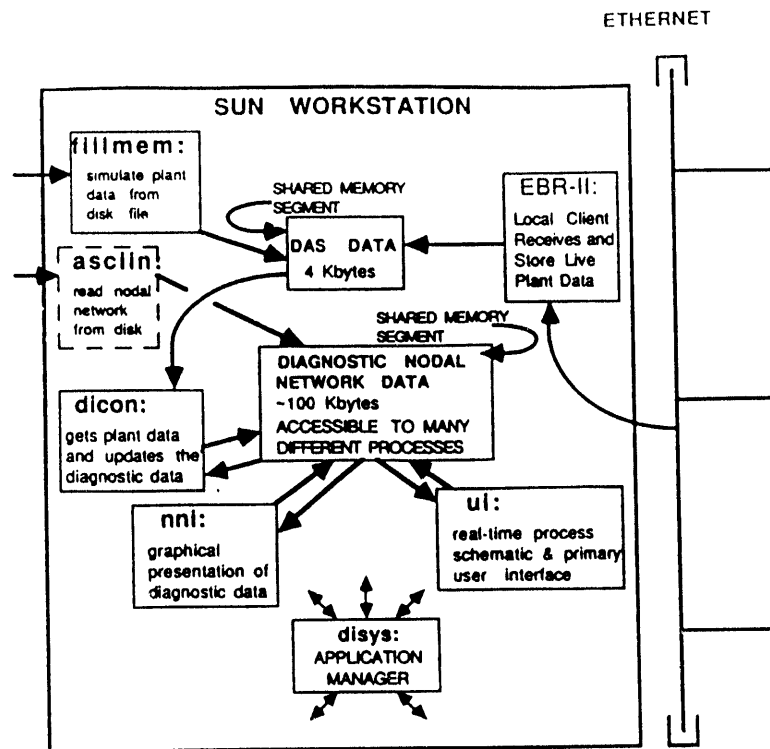 ETHERNET
SUN WORKSTATION
fillmem:
simulate plant
data from
disk file
SHARED MEMORY
SEGMENT
DAS DATA
4 Kbytes
EBR-II:
Local Client
Receives and
Store Live
Plant Data
asciin:
read nodal
network
from disk
SHARED MEMORY
SEGMENT
DIAGNOSTIC NODAL
NETWORK DATA
~100 Kbytes
ACCESSIBLE TO MANY
DIFFERENT PROCESSES
dicon:
gets plant data
and updates the
diagnostic data
nni:
graphical
presentation of
diagnostic data
ui:
real-time process
schematic & primary
user interface
disys:
APPLICATION
MANAGER